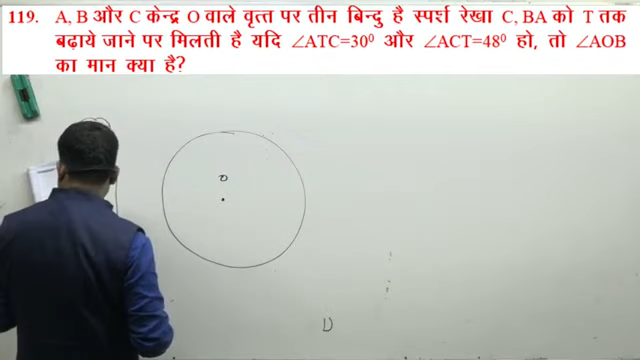 119. A, B और C केन्द्र O वाले वृत्त पर तीन बिन्दु है स्पर्श रेखा C, BA को T तक
बढ़ाये जाने पर मिलती है यदि ∠ATC=30⁰ और ∠ACT=48⁰ हो, तो ∠AOB
का मान क्या है?
O
D